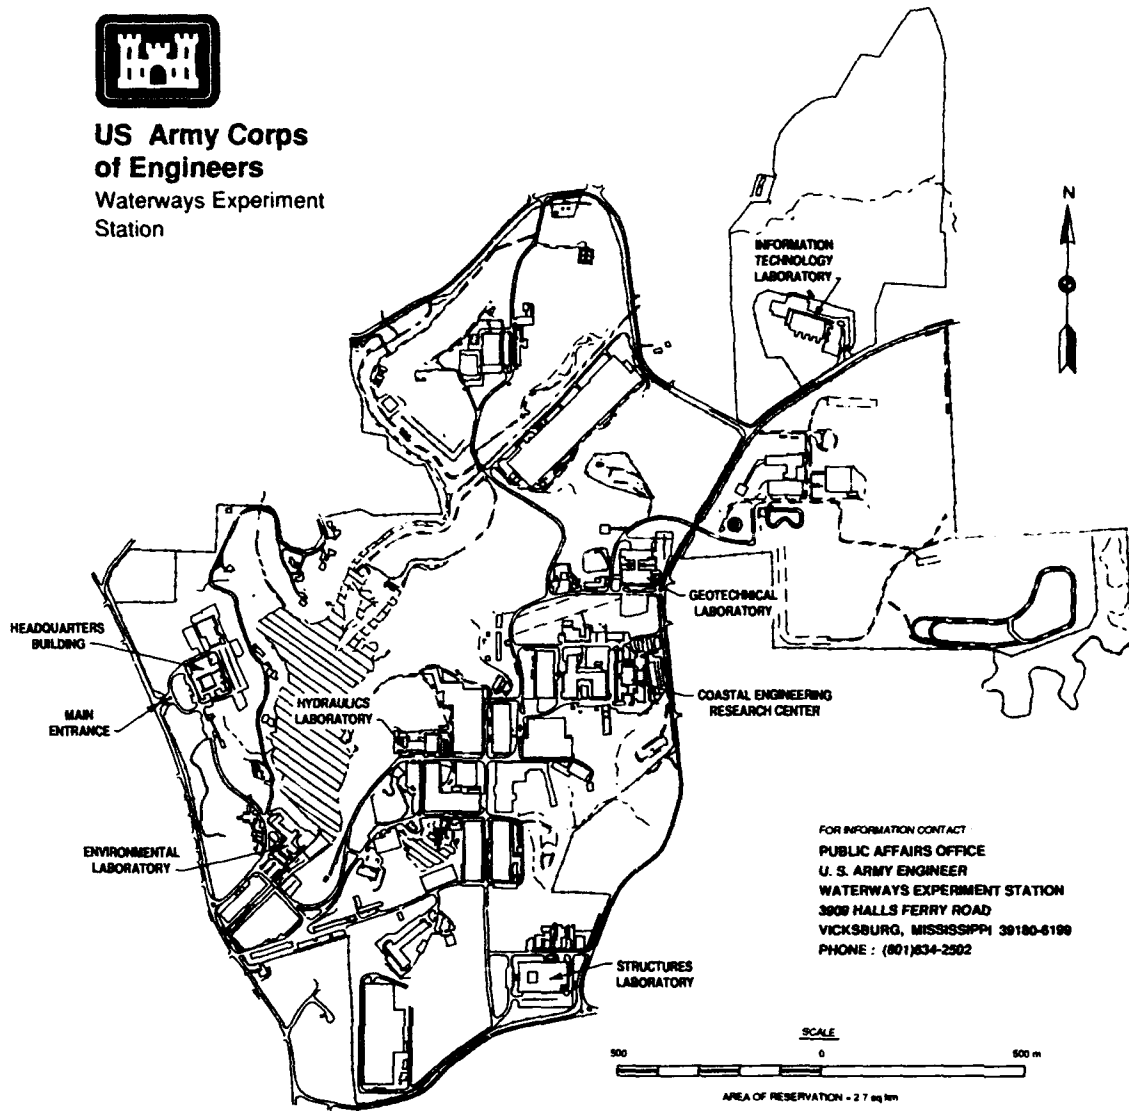 US Army Corps
of Engineers
Waterways Experiment
Station
N
INFORMATION
TECHNOLOGY
LABORATORY
GEOTECHNICAL
LABORATORY
HEADQUARTERS
BUILDING
MAIN
ENTRANCE
HYDRAULICS
LABORATORY
COASTAL ENGINEERING
RESEARCH CENTER
ENVIRONMENTAL
LABORATORY
STRUCTURES
LABORATORY
FOR INFORMATION CONTACT
PUBLIC AFFAIRS OFFICE
U. S. ARMY ENGINEER
WATERWAYS EXPERIMENT STATION
3909 HALLS FERRY ROAD
VICKSBURG, MISSISSIPPI 39180-6199
PHONE : (601)634-2502
SCALE
500 0 500 m
AREA OF RESERVATION - 2.7 sq km